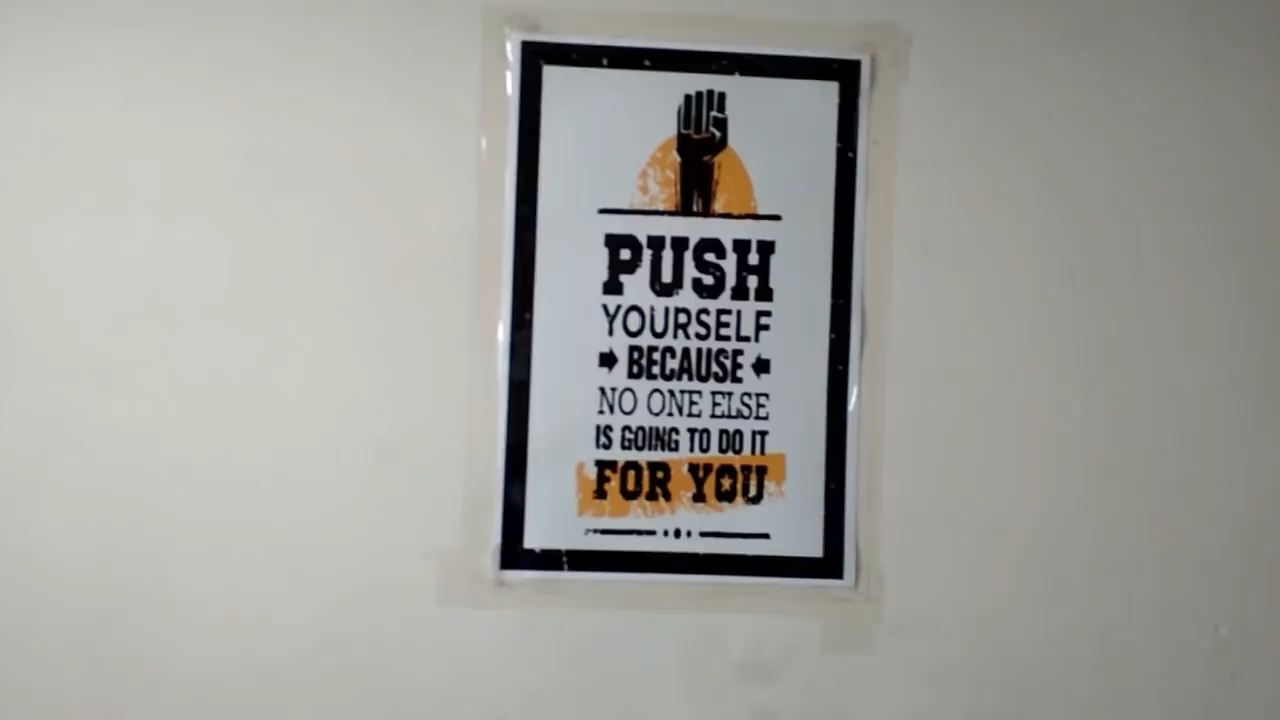 PUSH
YOURSELF
BECAUSE
NO ONE ELSE
IS GOING TO DO IT
FOR YOU